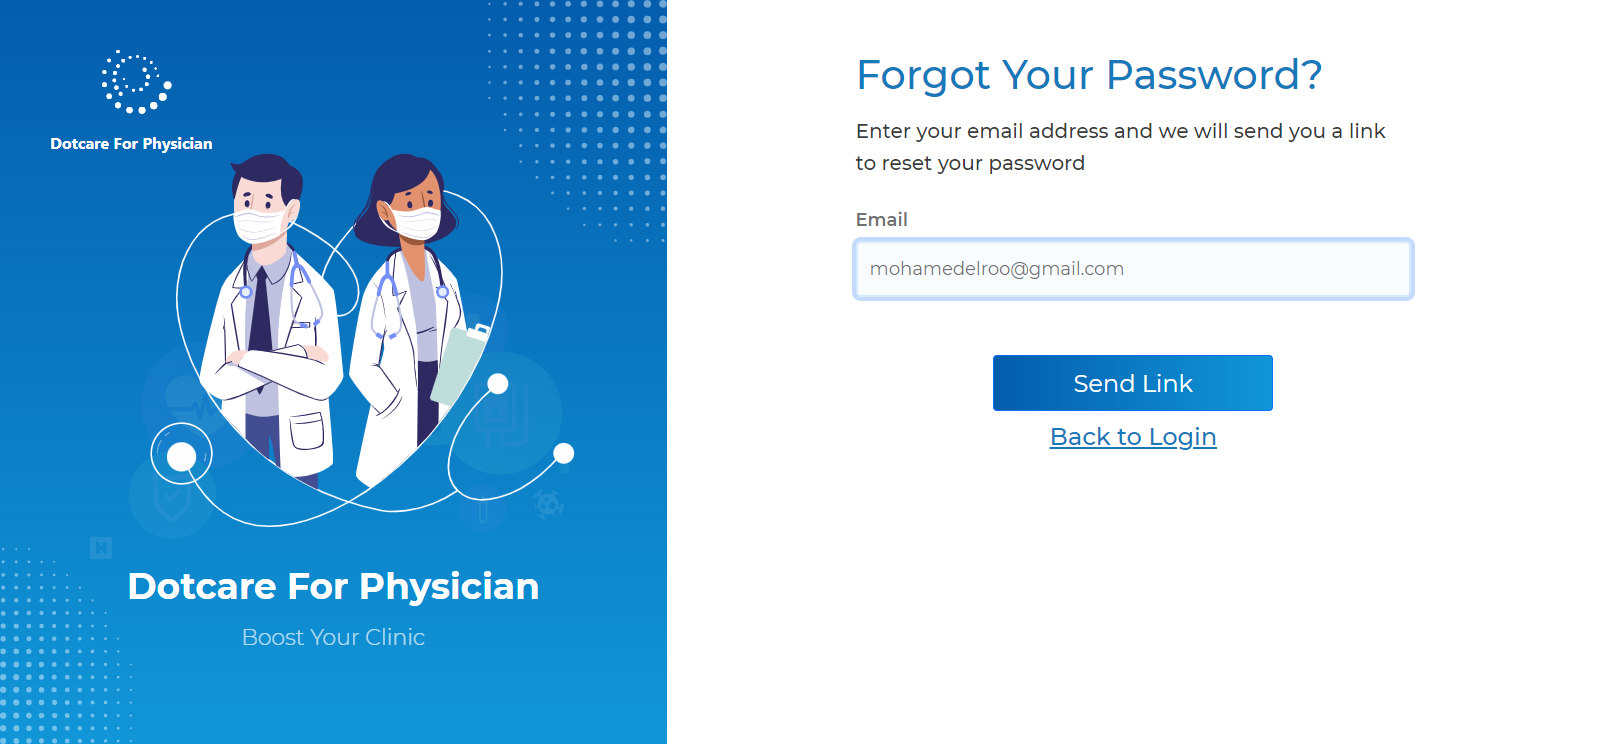 Dotcare For Physician
Dotcare For Physician
Boost Your Clinic
Forgot Your Password?
Enter your email address and we will send you a link
to reset your password
Email
mohamedelroo@gmail.com
Send Link
Back to Login